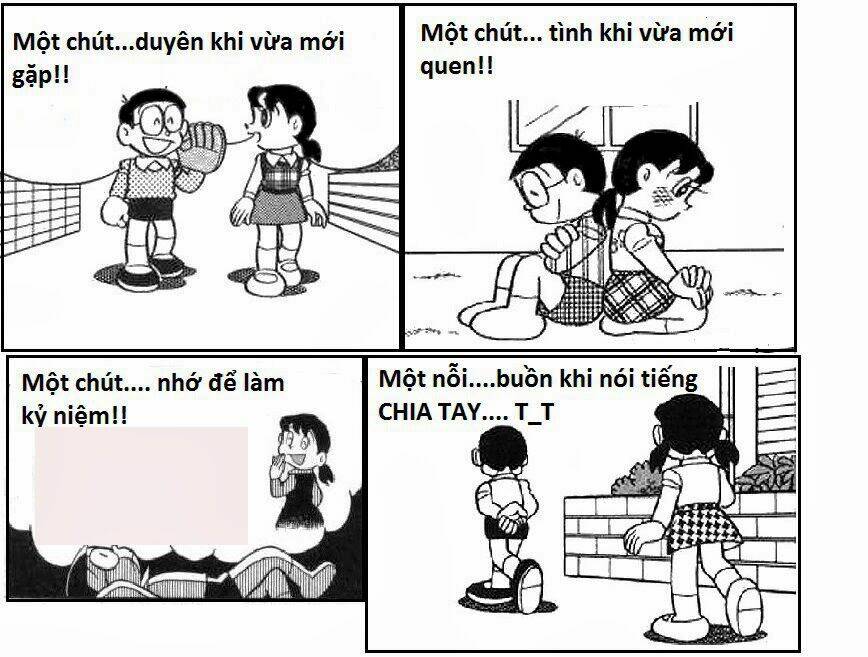 Một chút...duyên khi vừa mới
gặp!!
Một chút... tình khi vừa mới
quen!!
Một chút.... nhớ để làm
kỷ niệm!!
Một nỗi....buồn khi nói tiếng
CHIA TAY.... T_T